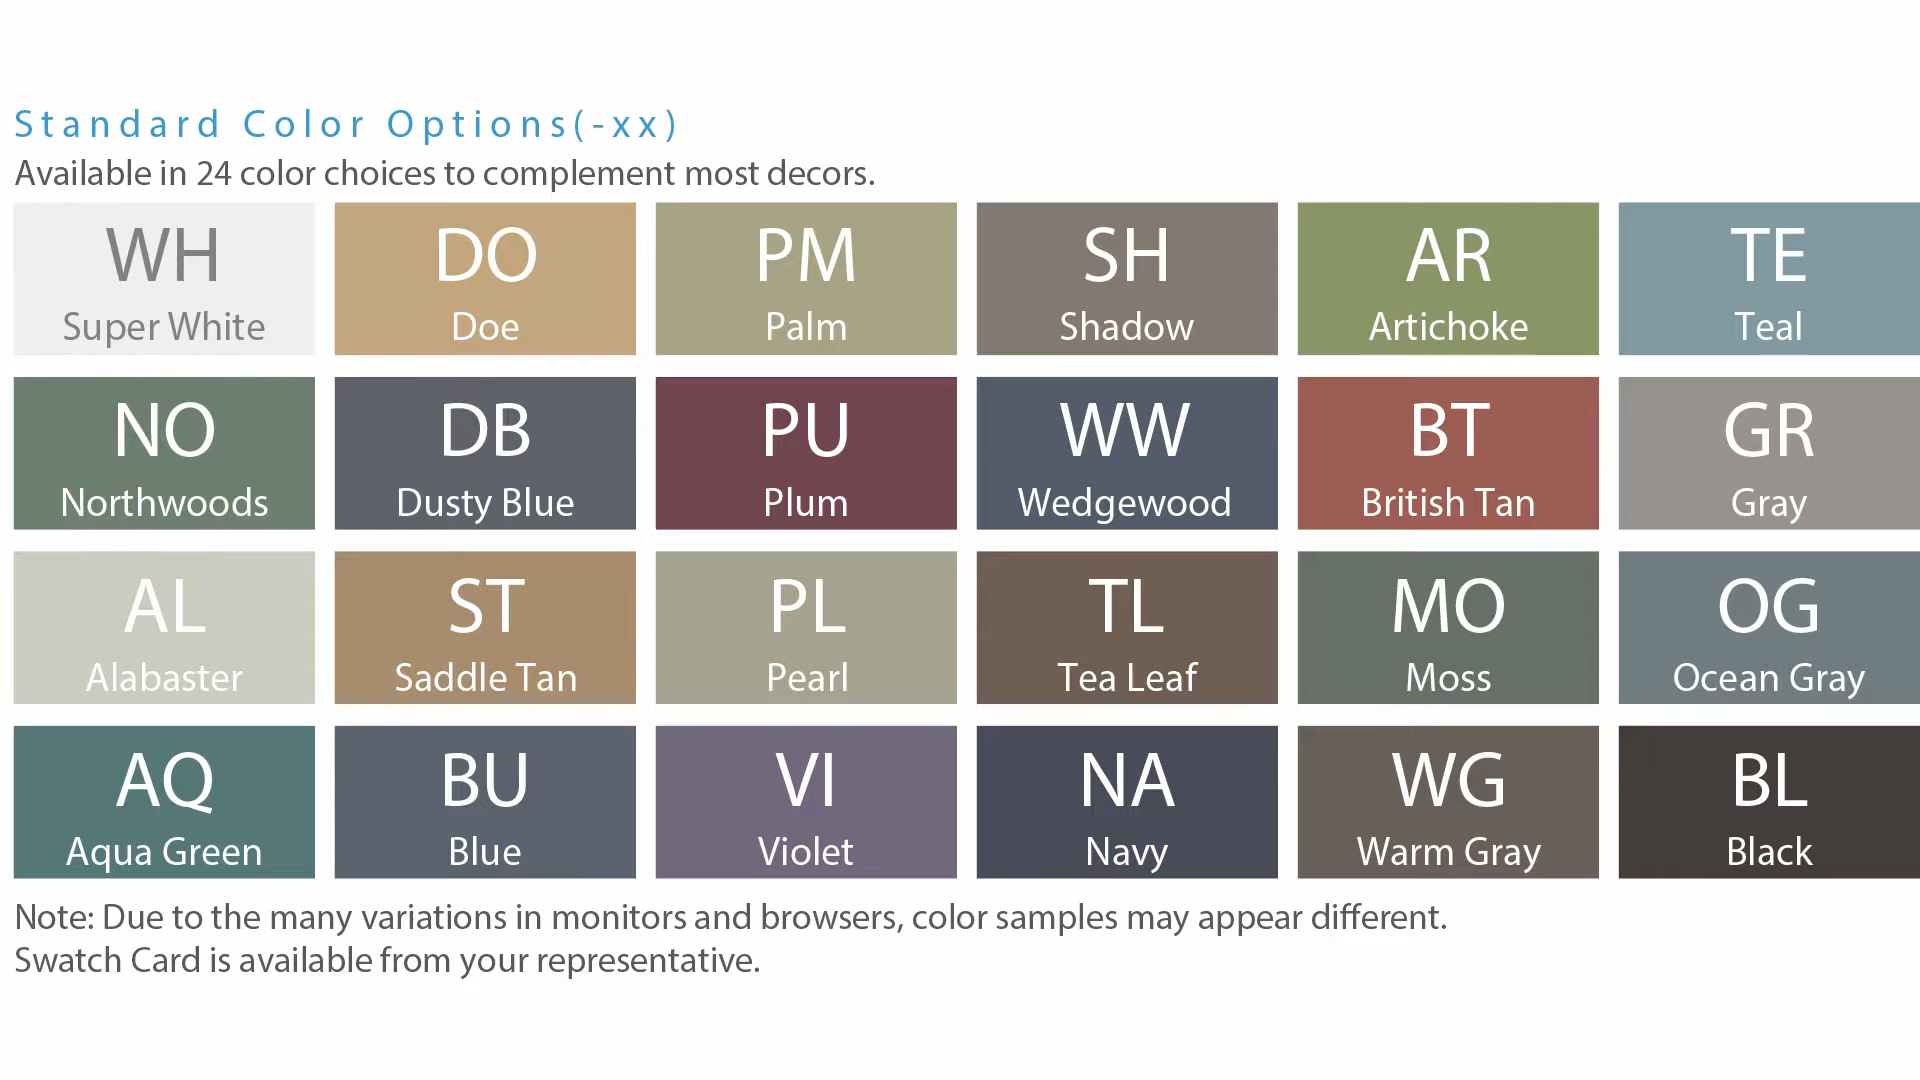 Standard Color Options(-xx)
Available in 24 color choices to complement most decors.
WH DO PM SH AR TE
Super White Doe Palm Shadow Artichoke Teal
NO DB PU WW BT GR
Northwoods Dusty Blue Plum Wedgewood British Tan Gray
AL ST PL TL MO OG
Alabaster Saddle Tan Pearl Tea Leaf Moss Ocean Gray
AQ BU VI NA WG BL
Aqua Green Blue Violet Navy Warm Gray Black
Note: Due to the many variations in monitors and browsers, color samples may appear different.
Swatch Card is available from your representative.